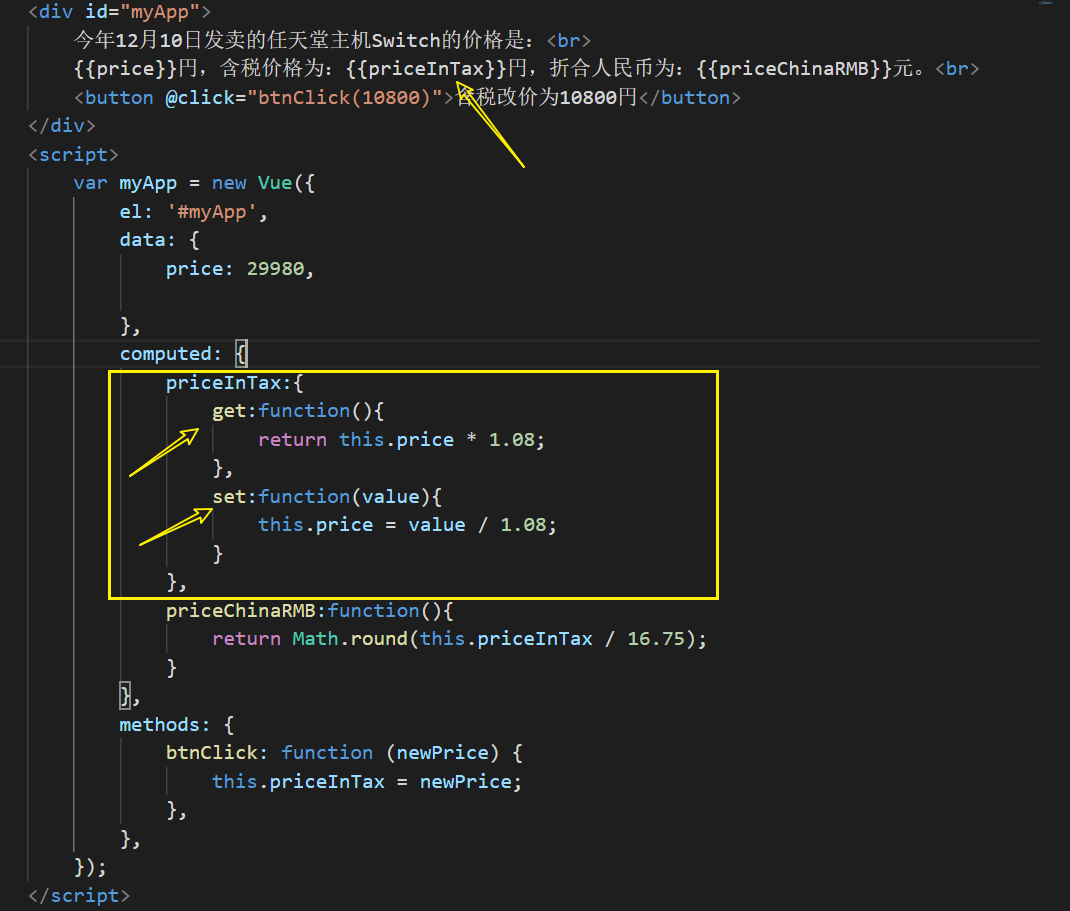 <div id="myApp">
今年12月10日发卖的任天堂主机Switch的价格是：<br>
{{price}}円，含税价格为：{{priceInTax}}円，折合人民币为：{{priceChinaRMB}}元。<br>
<button @click="btnClick(10800)">含税改价为10800円</button>
</div>
<script>
var myApp = new Vue({
el: '#myApp',
data: {
price: 29980,
},
computed: {
priceInTax:{
get:function(){
return this.price * 1.08;
},
set:function(value){
this.price = value / 1.08;
}
},
priceChinaRMB:function(){
return Math.round(this.priceInTax / 16.75);
}
},
methods: {
btnClick: function (newPrice) {
this.priceInTax = newPrice;
},
},
});
</script>